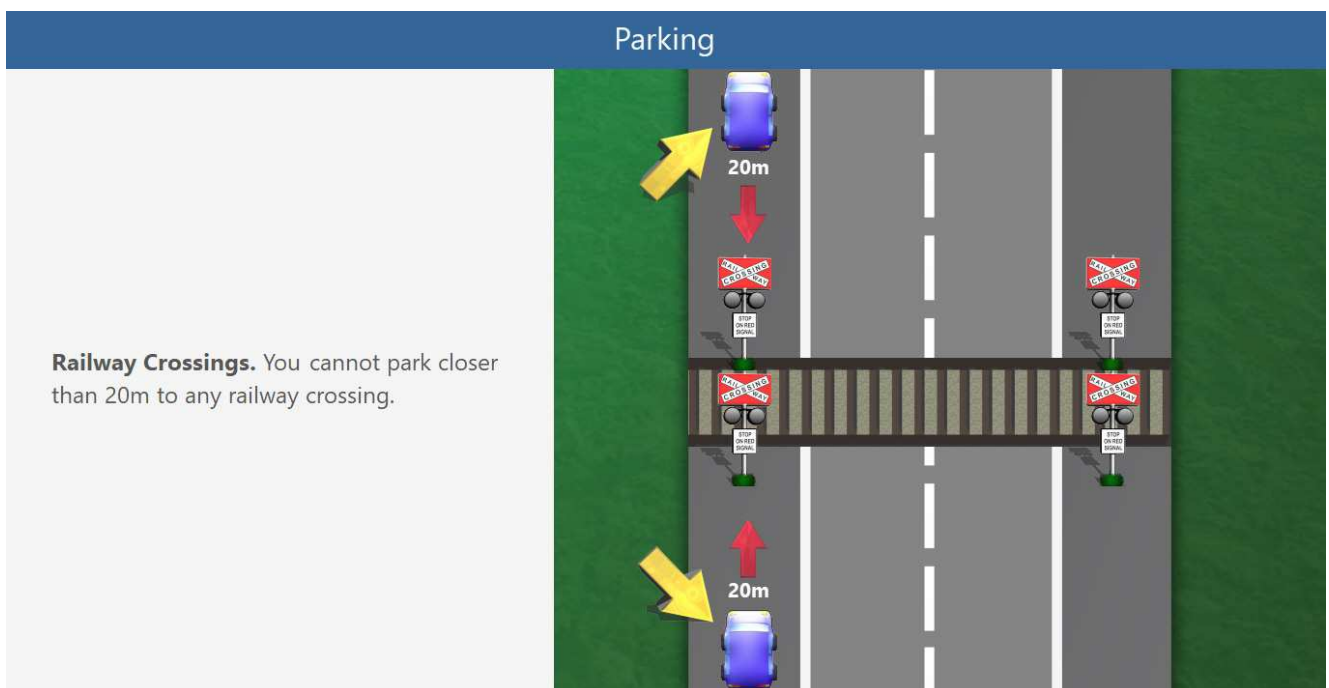 Parking
Railway Crossings. You cannot park closer
than 20m to any railway crossing.
20m
RAILWAY
CROSSING
STOP
ON RED
SIGNAL
RAILWAY
CROSSING
STOP
ON RED
SIGNAL
RAILWAY
CROSSING
STOP
ON RED
SIGNAL
RAILWAY
CROSSING
STOP
ON RED
SIGNAL
20m